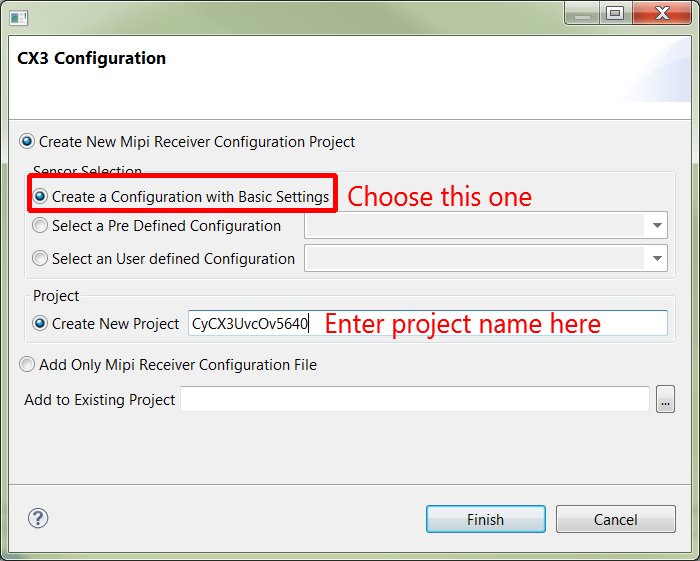 CX3 Configuration
Create New Mipi Receiver Configuration Project
Sensor Selection
Create a Configuration with Basic Settings Choose this one
Select a Pre Defined Configuration
Select an User defined Configuration
Project
Create New Project CyCX3UvcOv5640 Enter project name here
Add Only Mipi Receiver Configuration File
Add to Existing Project ...
? Finish Cancel